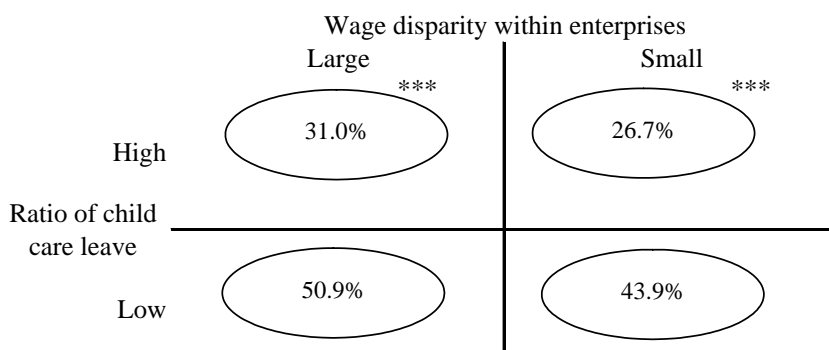 Wage disparity within enterprises
Large Small
*** ***
31.0% 26.7%
High
Ratio of child
care leave
50.9% 43.9%
Low